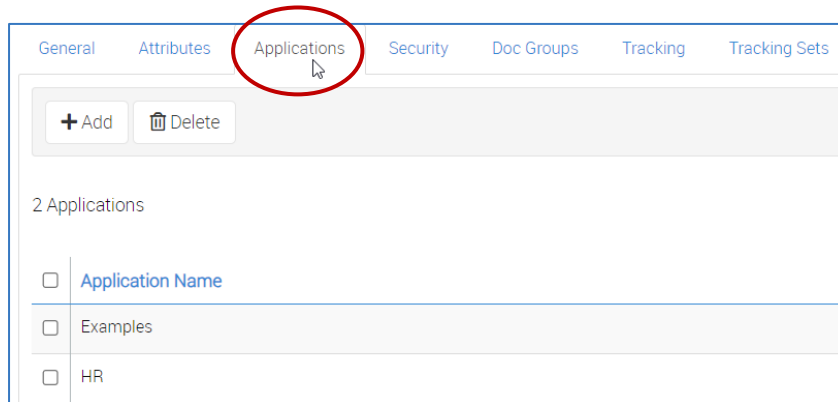 General Attributes Applications Security Doc Groups Tracking Tracking Sets
Add Delete
2 Applications
Application Name
Examples
HR